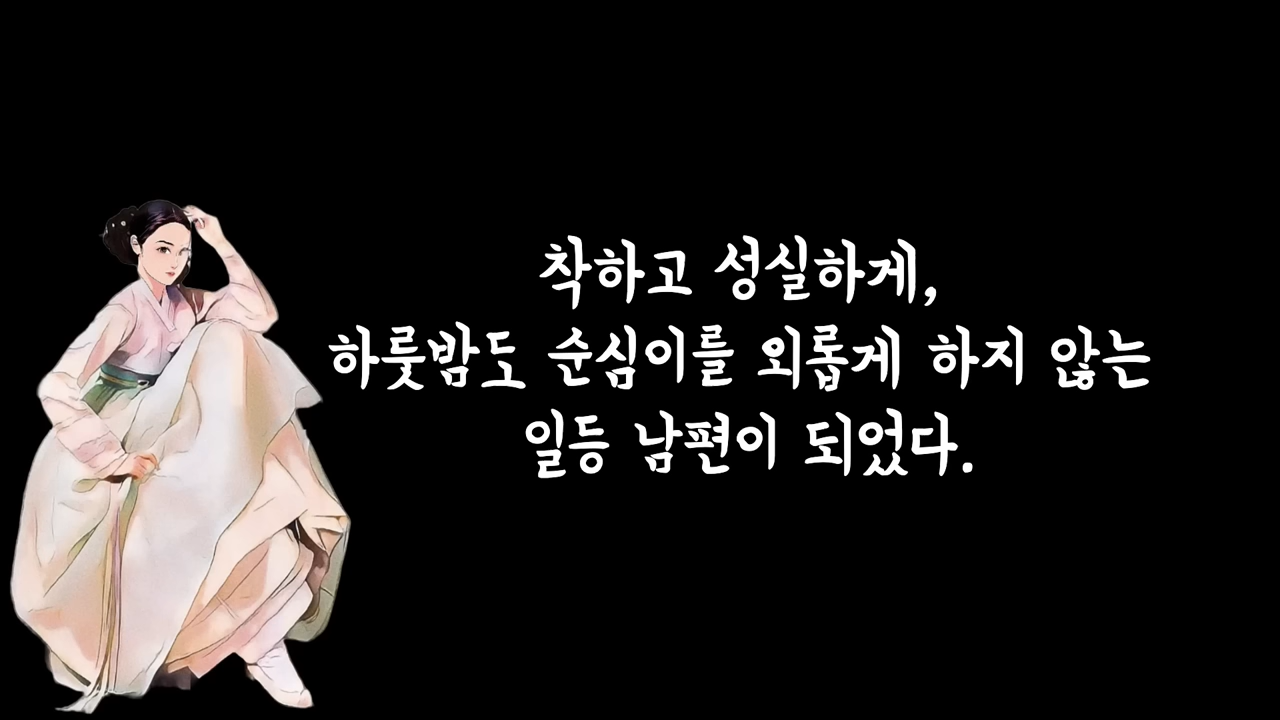 착하고 성실하게,
하룻밤도 순심이를 외롭게 하지 않는
일등 남편이 되었다.